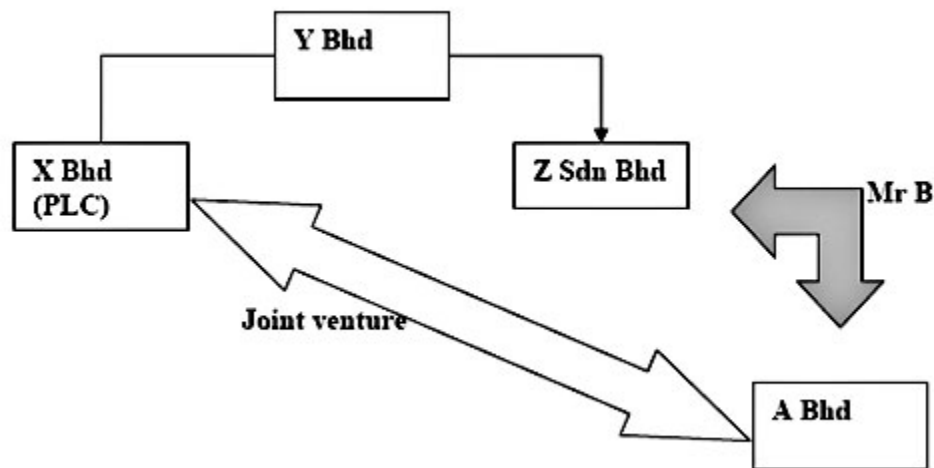 Y Bhd
X Bhd
(PLC)
Z Sdn Bhd
Mr B
Joint venture
A Bhd